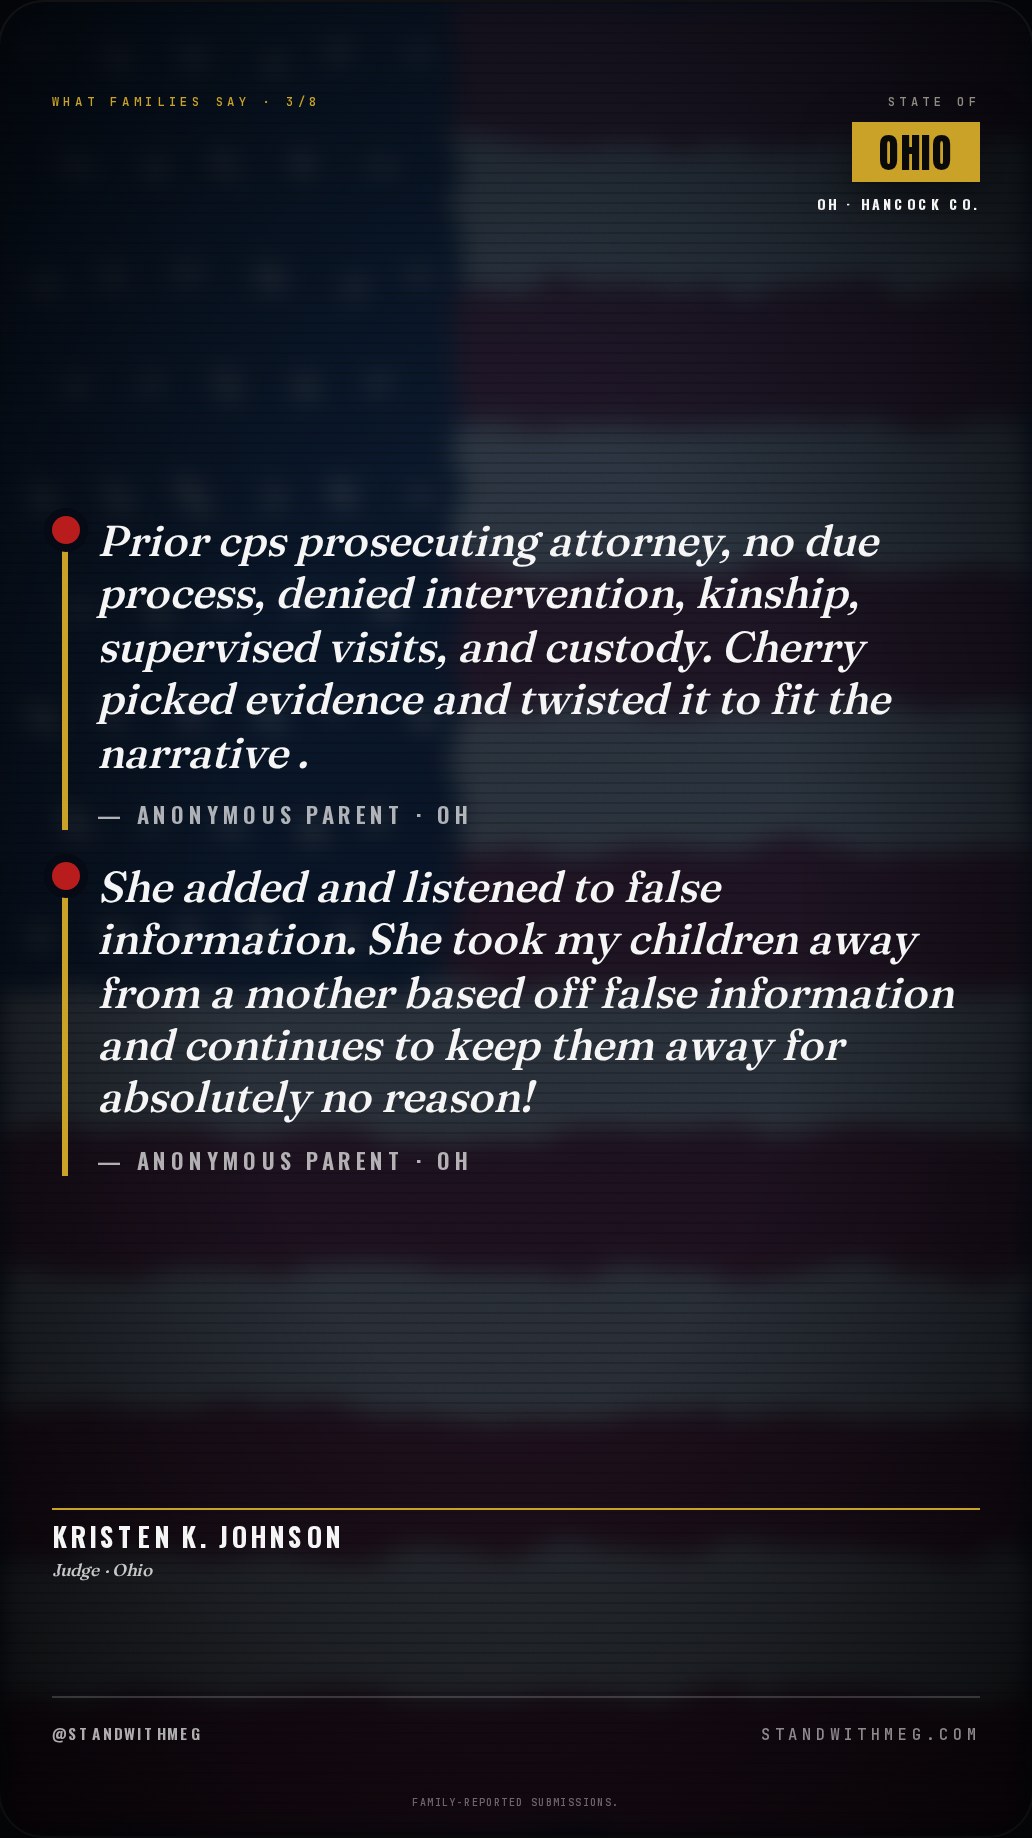 WHAT FAMILIES SAY · 3/8
STATE OF
OHIO
OH · HANCOCK CO.
Prior cps prosecuting attorney, no due
process, denied intervention, kinship,
supervised visits, and custody. Cherry
picked evidence and twisted it to fit the
narrative .
— ANONYMOUS PARENT · OH
She added and listened to false
information. She took my children away
from a mother based off false information
and continues to keep them away for
absolutely no reason!
— ANONYMOUS PARENT · OH
KRISTEN K. JOHNSON
Judge · Ohio
@STANDWITHMEG
STANDWITHMEG.COM
FAMILY-REPORTED SUBMISSIONS.